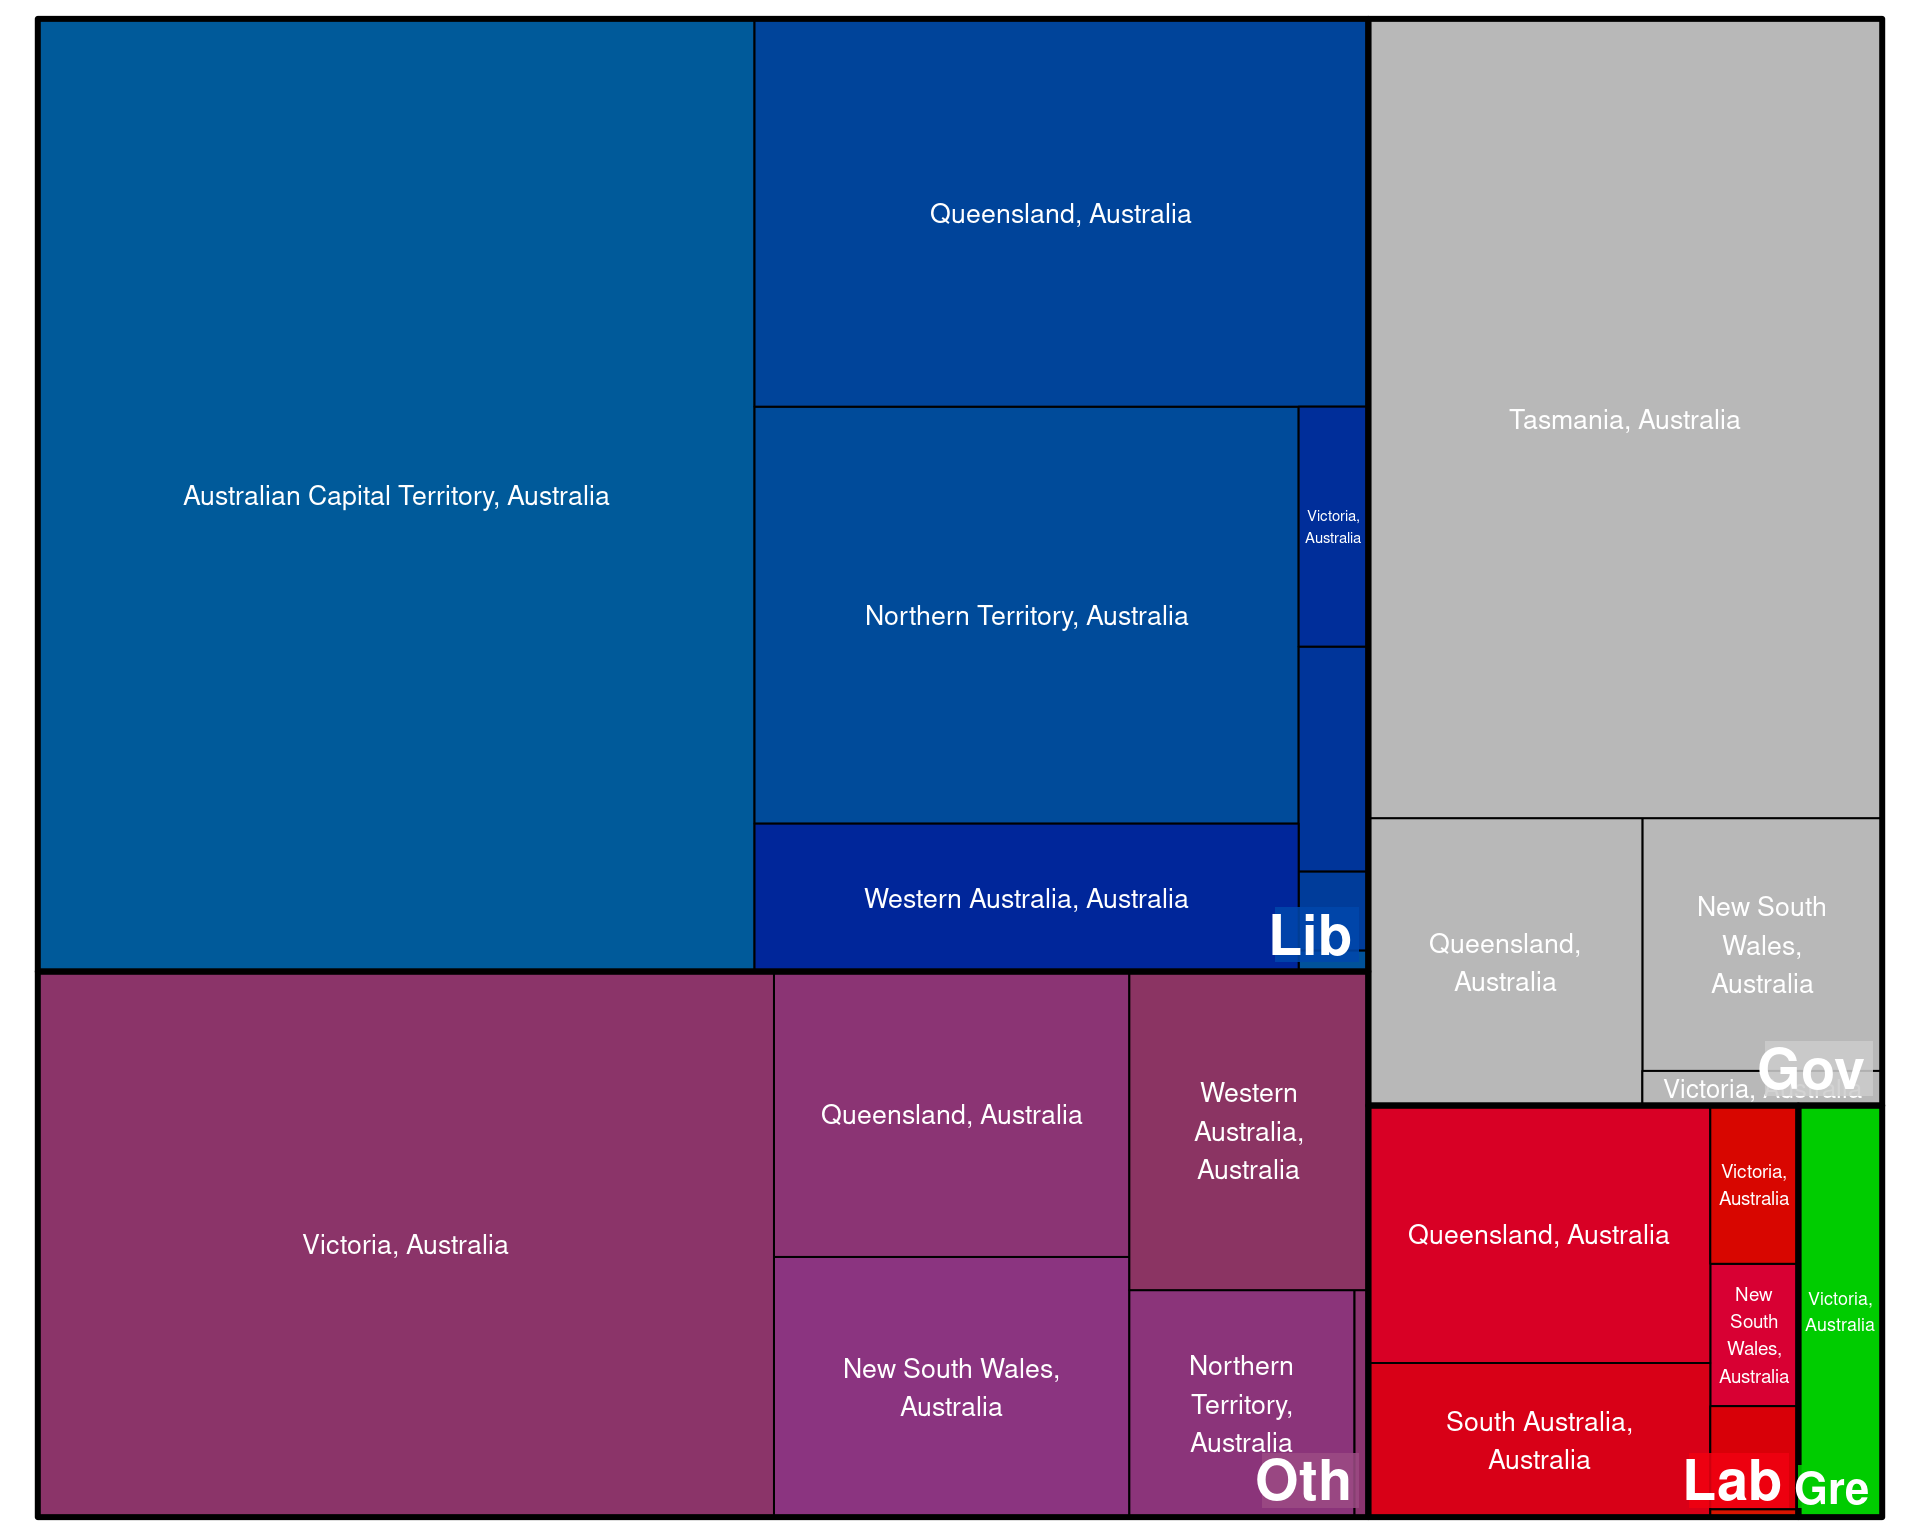 Australian Capital Territory, Australia
Queensland, Australia
Northern Territory, Australia
Victoria,
Australia
Western Australia, Australia
Lib
Tasmania, Australia
Queensland,
Australia
New South
Wales,
Australia
Victoria, Australia
Gov
Victoria, Australia
Queensland, Australia
Western
Australia,
Australia
New South Wales,
Australia
Northern
Territory,
Australia
Oth
Queensland, Australia
Victoria,
Australia
New
South
Wales,
Australia
South Australia,
Australia
Lab
Victoria,
Australia
Gre